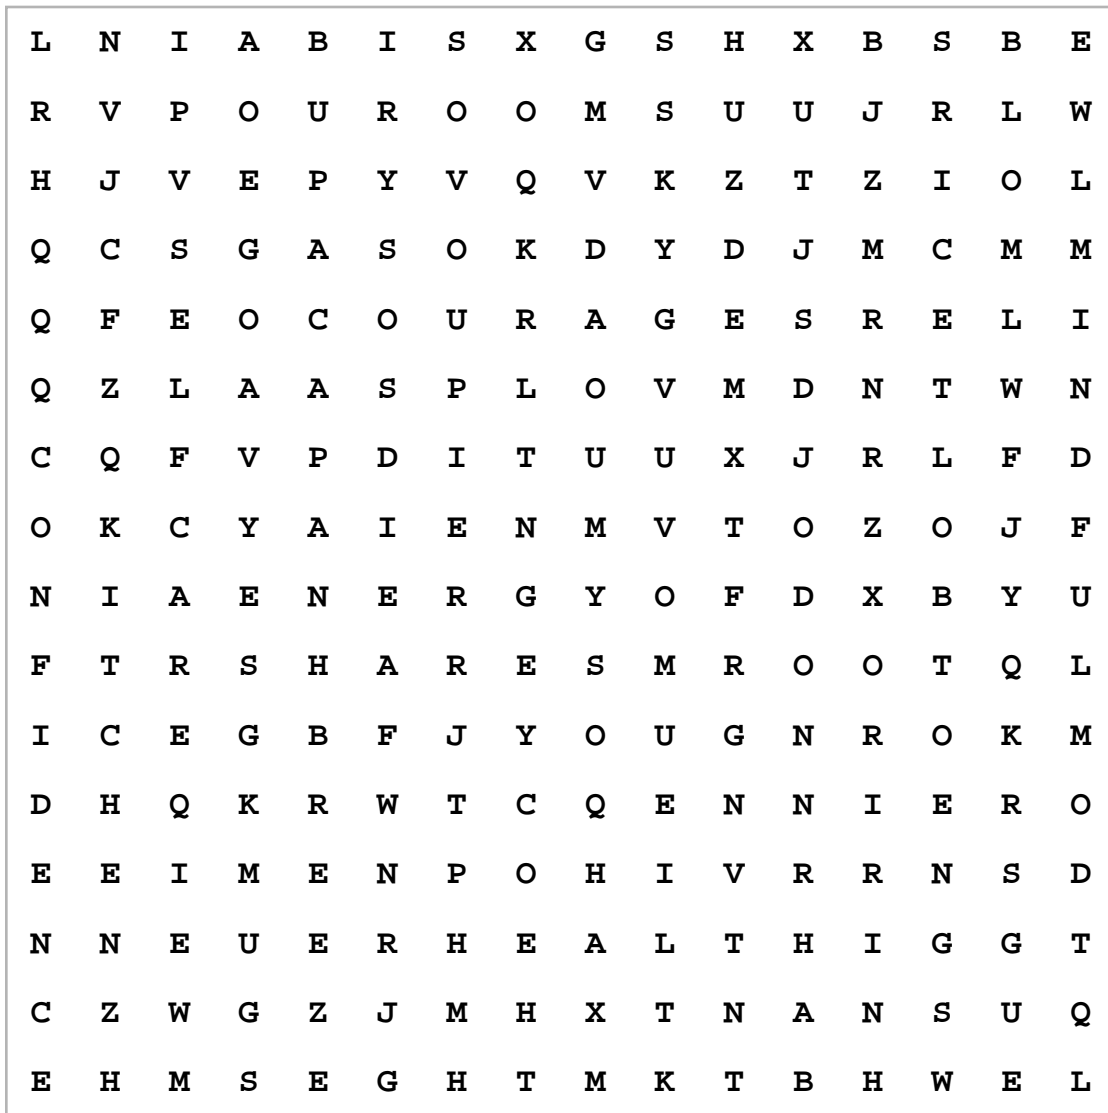 L N I A B I S X G S H X B S B E
R V P O U R O O M S U U J R L W
H J V E P Y V Q V K Z T Z I O L
Q C S G A S O K D Y D J M C M M
Q F E O C O U R A G E S R E L I
Q Z L A A S P L O V M D N T W N
C Q F V P D I T U U X J R L F D
O K C Y A I E N M V T O Z O J F
N I A E N E R G Y O F D X B Y U
F T R S H A R E S M R O O T Q L
I C E G B F J Y O U G N R O K M
D H Q K R W T C Q E N N I E R O
E E I M E N P O H I V R R N S D
N N E U E R H E A L T H I G G T
C Z W G Z J M H X T N A N S U Q
E H M S E G H T M K T B H W E L